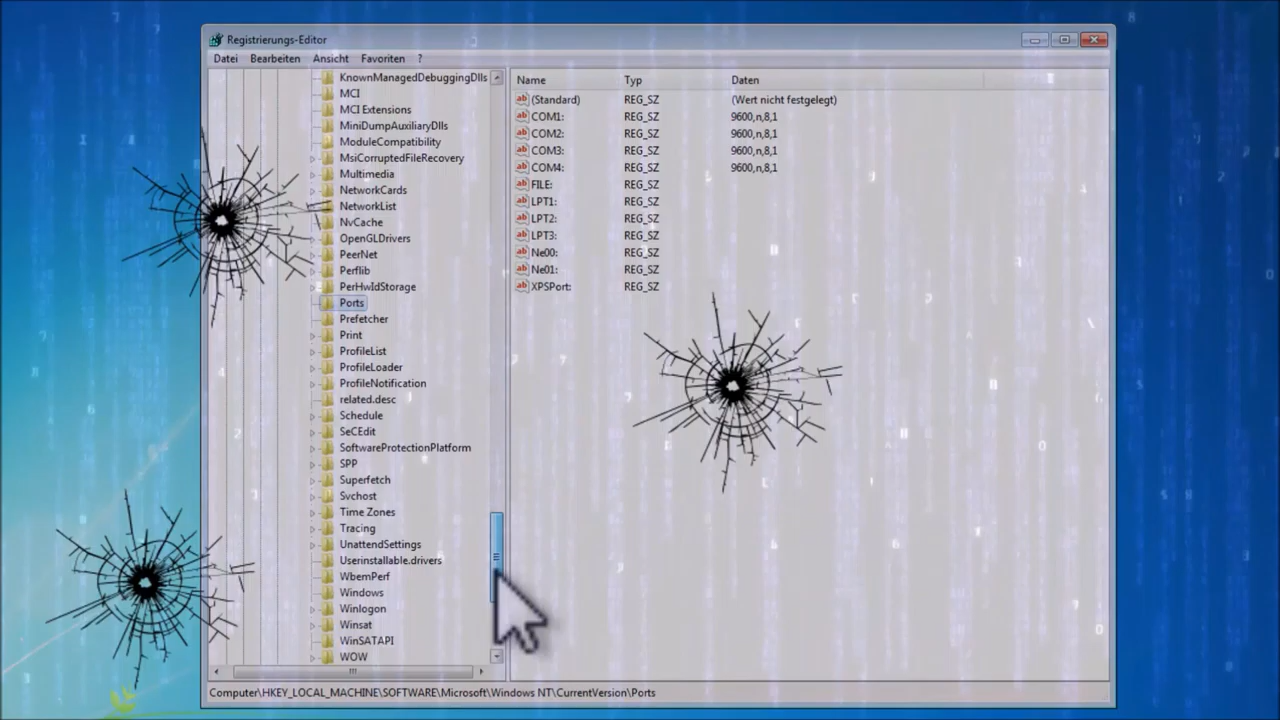 Registrierungs-Editor
Datei Bearbeiten Ansicht Favoriten ?
KnownManagedDebuggingDlls
MCI
MCI Extensions
MiniDumpAuxiliaryDlls
ModuleCompatibility
MsiCorruptedFileRecovery
Multimedia
NetworkCards
NetworkList
NvCache
OpenGLDrivers
PeerNet
Perflib
PerHwIdStorage
Ports
Prefetcher
Print
ProfileList
ProfileLoader
ProfileNotification
related.desc
Schedule
SeCEdit
SoftwareProtectionPlatform
SPP
Superfetch
Svchost
Time Zones
Tracing
UnattendSettings
Userinstallable.drivers
WbemPerf
Windows
Winlogon
Winsat
WinSATAPI
WOW
Name Typ Daten
(Standard) REG_SZ (Wert nicht festgelegt)
COM1: REG_SZ 9600,n,8,1
COM2: REG_SZ 9600,n,8,1
COM3: REG_SZ 9600,n,8,1
COM4: REG_SZ 9600,n,8,1
FILE: REG_SZ
LPT1: REG_SZ
LPT2: REG_SZ
LPT3: REG_SZ
Ne00: REG_SZ
Ne01: REG_SZ
XPSPort: REG_SZ
Computer\HKEY_LOCAL_MACHINE\SOFTWARE\Microsoft\Windows NT\CurrentVersion\Ports